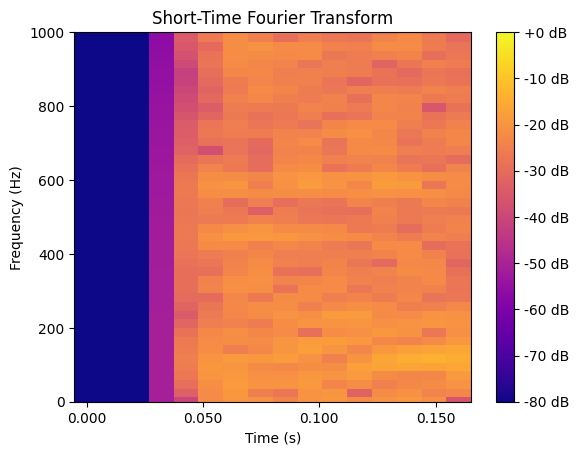 Short-Time Fourier Transform
1000
800
600
400
200
0
Frequency (Hz)
0.000
0.050
0.100
0.150
Time (s)
+0 dB
-10 dB
-20 dB
-30 dB
-40 dB
-50 dB
-60 dB
-70 dB
-80 dB